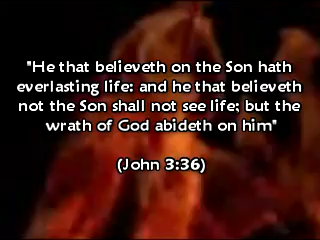 "He that believeth on the Son hath
everlasting life: and he that believeth
not the Son shall not see life; but the
wrath of God abideth on him"
(John 3:36)